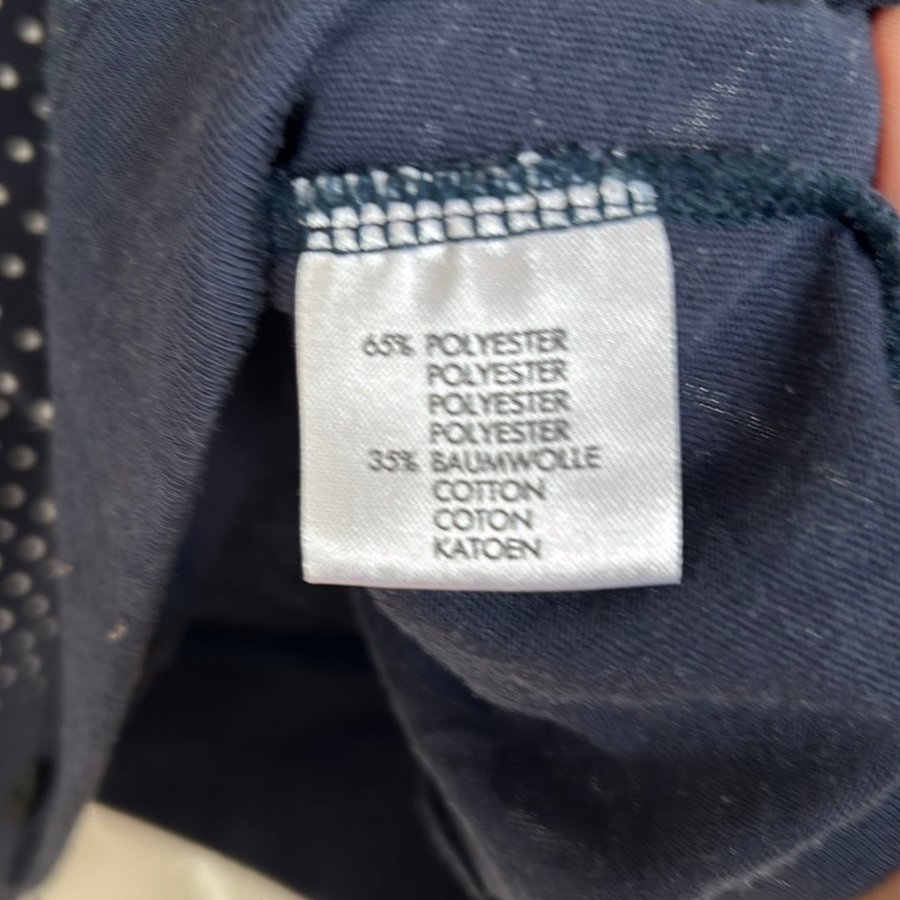 65% POLYESTER
POLYESTER
POLYESTER
POLYESTER
35% BAUMWOLLE
COTTON
COTON
KATOEN